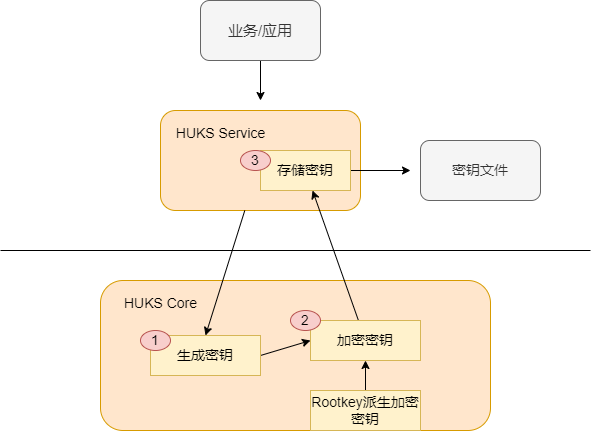 业务/应用
HUKS Service
3
存储密钥
密钥文件
HUKS Core
1
生成密钥
2
加密密钥
Rootkey派生加密
密钥